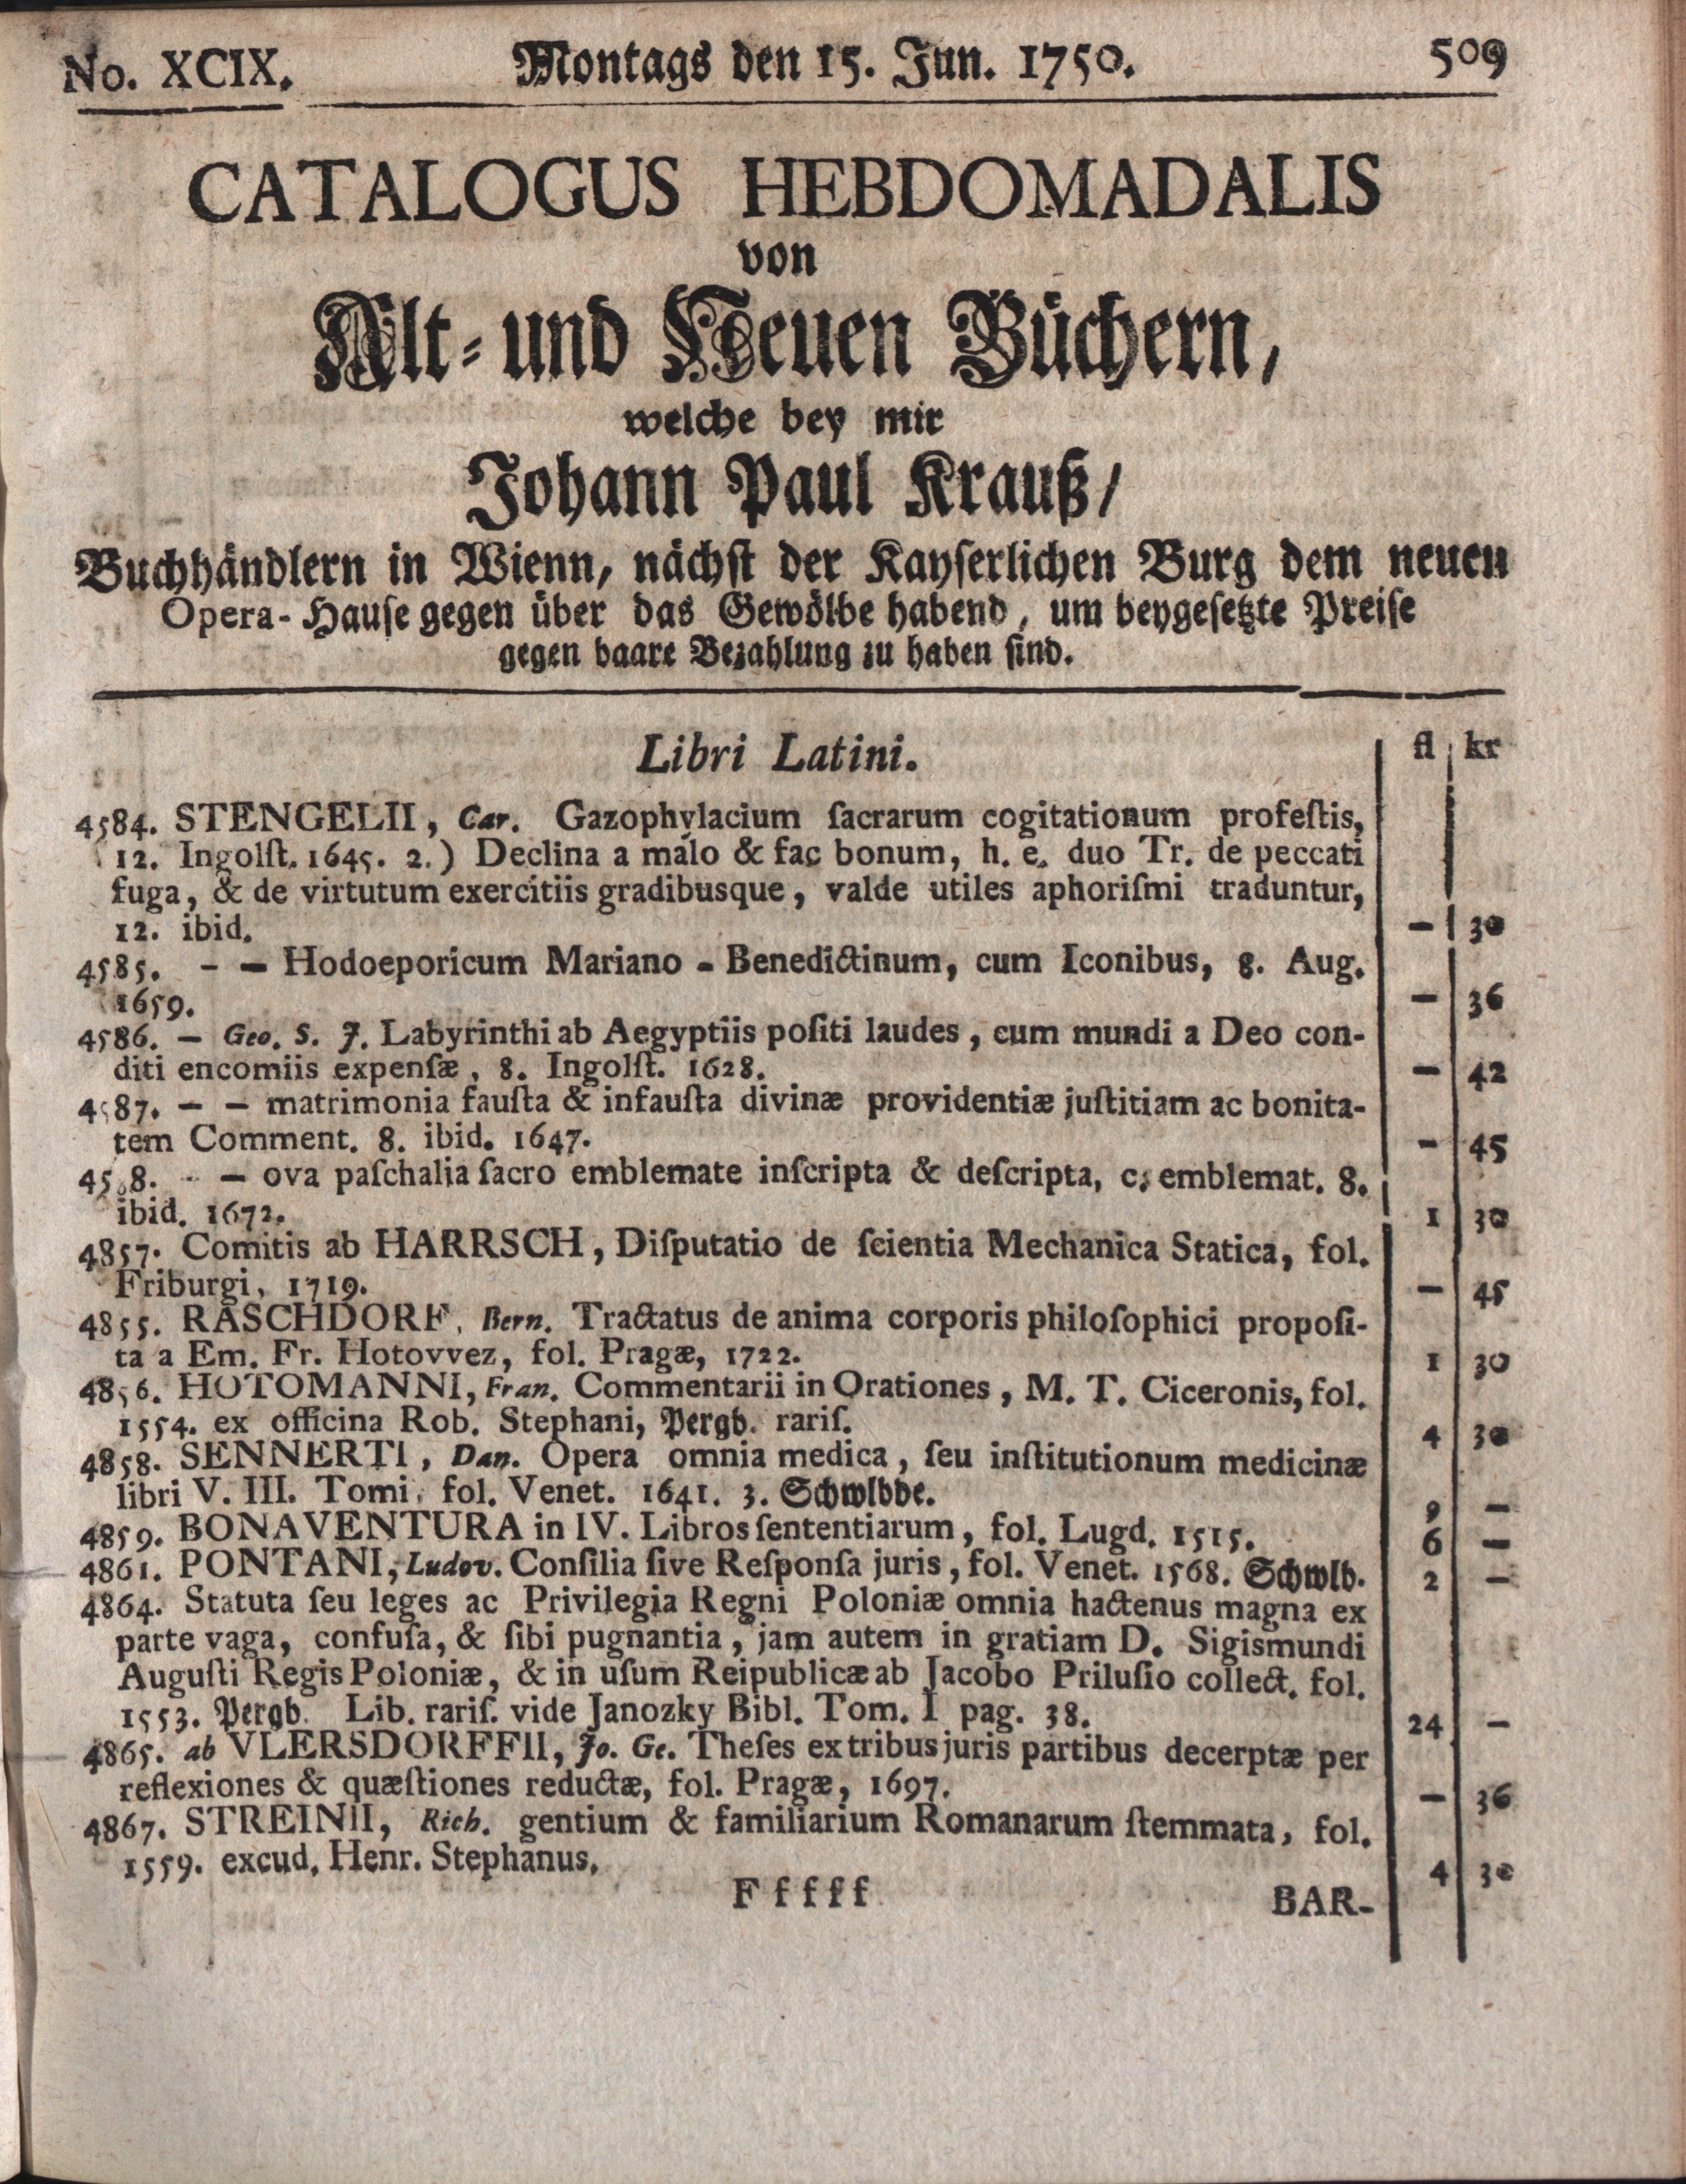 No. XCIX.
Montags den 15. Jun. 1750.
509
CATALOGUS HEBDOMADALIS
von
Alt- und Neuen Büchern,
welche bey mir
Johann Paul Krauß/
Buchhändlern in Wienn, nächst der Kayserlichen Burg dem neuen
Opera-Hause gegen über das Gewölbe habend, um beygesetzte Preise
gegen baare Bezahlung zu haben sind.
Libri Latini.
fl kr
4584. STENGELII, Car. Gazophylacium ſacrarum cogitationum profeſtis,
12. Ingolſt. 1645. 2.) Declina a malo & fac bonum, h. e. duo Tr. de peccati
fuga, & de virtutum exercitiis gradibusque, valde utiles aphoriſmi traduntur,
12. ibid. — 30
4585. - — Hodoeporicum Mariano - Benedictinum, cum Iconibus, 8. Aug.
1659. — 36
4586. — Geo. S. J. Labyrinthi ab Aegyptiis poſiti laudes, cum mundi a Deo con-
diti encomiis expenſæ, 8. Ingolſt. 1628. — 42
4587. — — matrimonia fauſta & infauſta divinæ providentiæ juſtitiam ac bonita-
tem Comment. 8. ibid. 1647. — 45
4588. - — ova paſchalia ſacro emblemate inſcripta & deſcripta, c. emblemat. 8.
ibid. 1672. 1 30
4857. Comitis ab HARRSCH, Diſputatio de ſcientia Mechanica Statica, fol.
Friburgi, 1719. — 45
4855. RASCHDORF, Bern. Tractatus de anima corporis philoſophici propoſi-
ta a Em. Fr. Hotovvez, fol. Pragæ, 1722. 1 30
4856. HOTOMANNI, Fran. Commentarii in Orationes, M. T. Ciceronis, fol.
1554. ex officina Rob. Stephani, Pergb. rariſ. 4 30
4858. SENNERTI, Dan. Opera omnia medica, ſeu inſtitutionum medicinæ
libri V. III. Tomi, fol. Venet. 1641. 3. Schwlbde. 9 —
4859. BONAVENTURA in IV. Libros ſententiarum, fol. Lugd. 1515. 6 —
4861. PONTANI, Ludov. Conſilia ſive Reſponſa juris, fol. Venet. 1568. Schwlb. 2 —
4864. Statuta ſeu leges ac Privilegia Regni Poloniæ omnia hactenus magna ex
parte vaga, confuſa, & ſibi pugnantia, jam autem in gratiam D. Sigismundi
Auguſti Regis Poloniæ, & in uſum Reipublicæ ab Jacobo Priluſio collect. fol.
1553. Pergb. Lib. rariſ. vide Janozky Bibl. Tom. I pag. 38. 24 —
4865. ab VLERSDORFFII, Jo. Ge. Theſes ex tribus juris partibus decerptæ per
reflexiones & quæſtiones reductæ, fol. Pragæ, 1697. — 36
4867. STREINII, Rich. gentium & familiarium Romanarum ſtemmata, fol.
1559. excud. Henr. Stephanus. 4 30
Fffff
BAR-